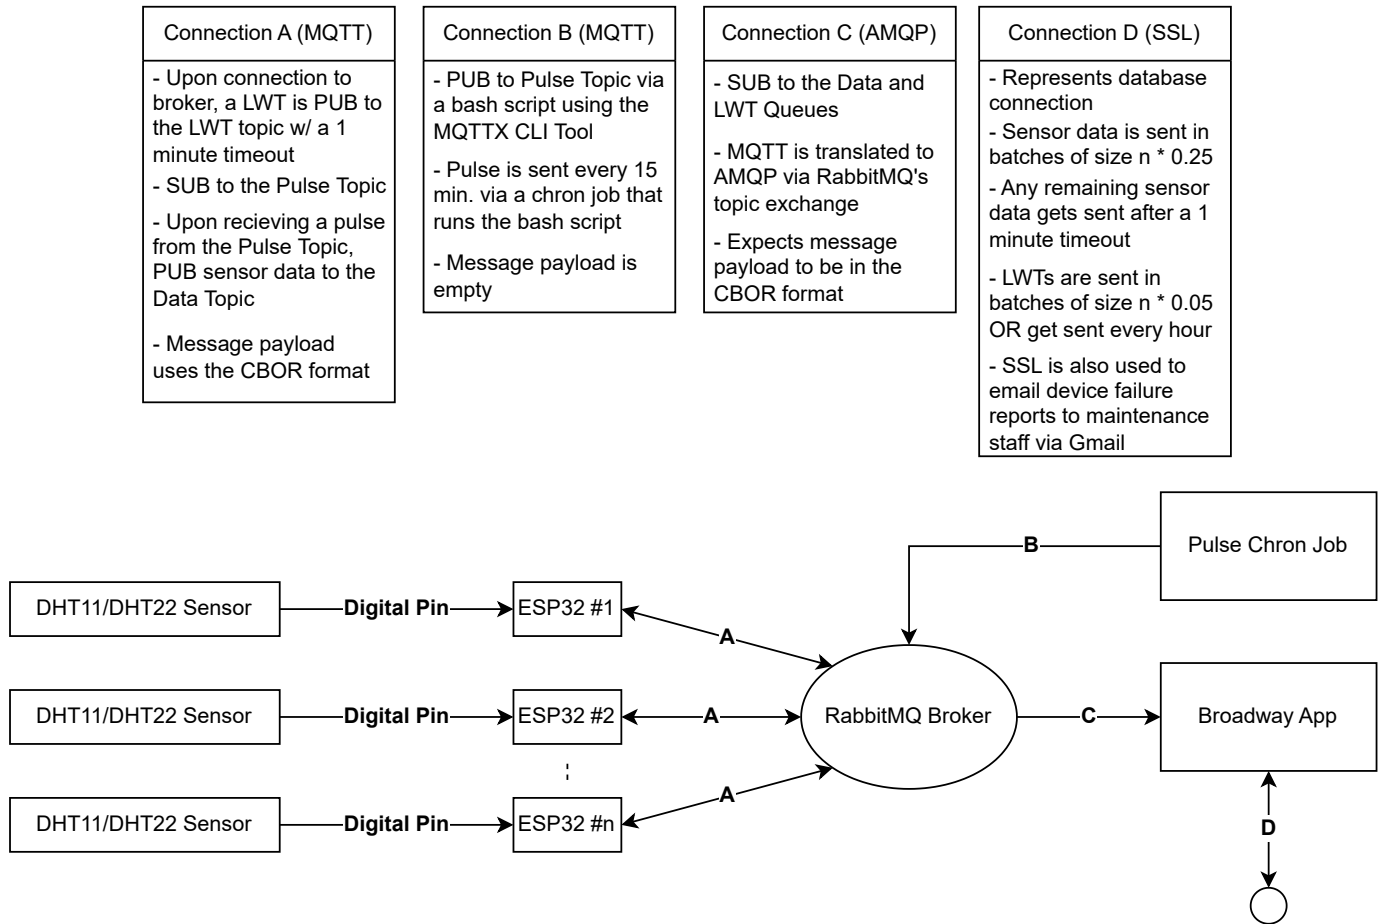 Connection A (MQTT)
- Upon connection to
broker, a LWT is PUB to
the LWT topic w/ a 1
minute timeout
- SUB to the Pulse Topic
- Upon recieving a pulse
from the Pulse Topic,
PUB sensor data to the
Data Topic
- Message payload
uses the CBOR format
Connection B (MQTT)
- PUB to Pulse Topic via
a bash script using the
MQTTX CLI Tool
- Pulse is sent every 15
min. via a chron job that
runs the bash script
- Message payload is
empty
Connection C (AMQP)
- SUB to the Data and
LWT Queues
- MQTT is translated to
AMQP via RabbitMQ's
topic exchange
- Expects message
payload to be in the
CBOR format
Connection D (SSL)
- Represents database
connection
- Sensor data is sent in
batches of size n * 0.25
- Any remaining sensor
data gets sent after a 1
minute timeout
- LWTs are sent in
batches of size n * 0.05
OR get sent every hour
- SSL is also used to
email device failure
reports to maintenance
staff via Gmail
B
Pulse Chron Job
DHT11/DHT22 Sensor
Digital Pin
ESP32 #1
A
DHT11/DHT22 Sensor
Digital Pin
ESP32 #2
A
RabbitMQ Broker
C
Broadway App
DHT11/DHT22 Sensor
Digital Pin
ESP32 #n
A
D